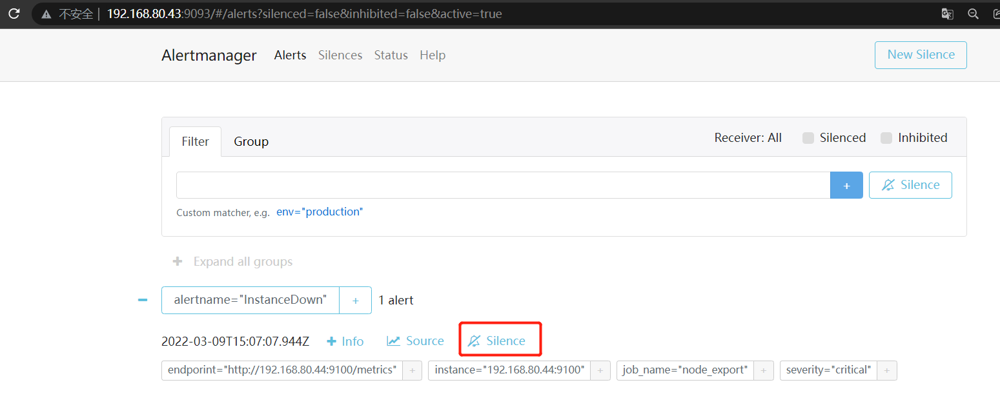 不安全 192.168.80.43:9093/#/alerts?silenced=false&inhibited=false&active=true
Alertmanager Alerts Silences Status Help New Silence
Filter Group Receiver: All Silenced Inhibited
+ Silence
Custom matcher, e.g. env="production"
+ Expand all groups
alertname="InstanceDown" + 1 alert
2022-03-09T15:07:07.944Z + Info Source Silence
endporint="http://192.168.80.44:9100/metrics" + instance="192.168.80.44:9100" + job_name="node_export" + severity="critical" +